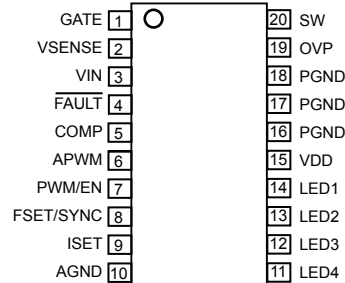 GATE 1 20 SW
VSENSE 2 19 OVP
VIN 3 18 PGND
FAULT 4 17 PGND
COMP 5 16 PGND
APWM 6 15 VDD
PWM/EN 7 14 LED1
FSET/SYNC 8 13 LED2
ISET 9 12 LED3
AGND 10 11 LED4